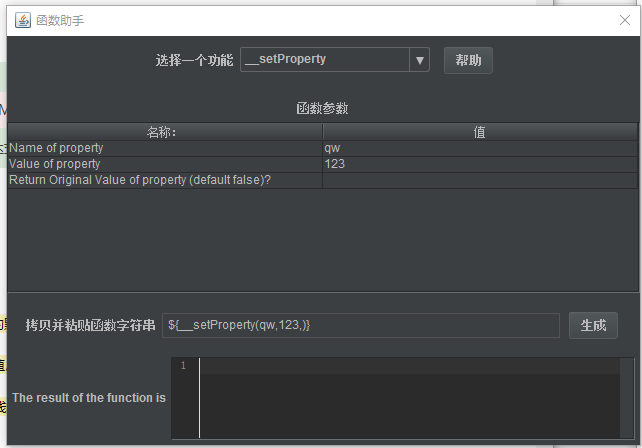 函数助手
选择一个功能 __setProperty 帮助
函数参数
名称: 值
Name of property qw
Value of property 123
Return Original Value of property (default false)?
拷贝并粘贴函数字符串 ${__setProperty(qw,123,)} 生成
1
The result of the function is